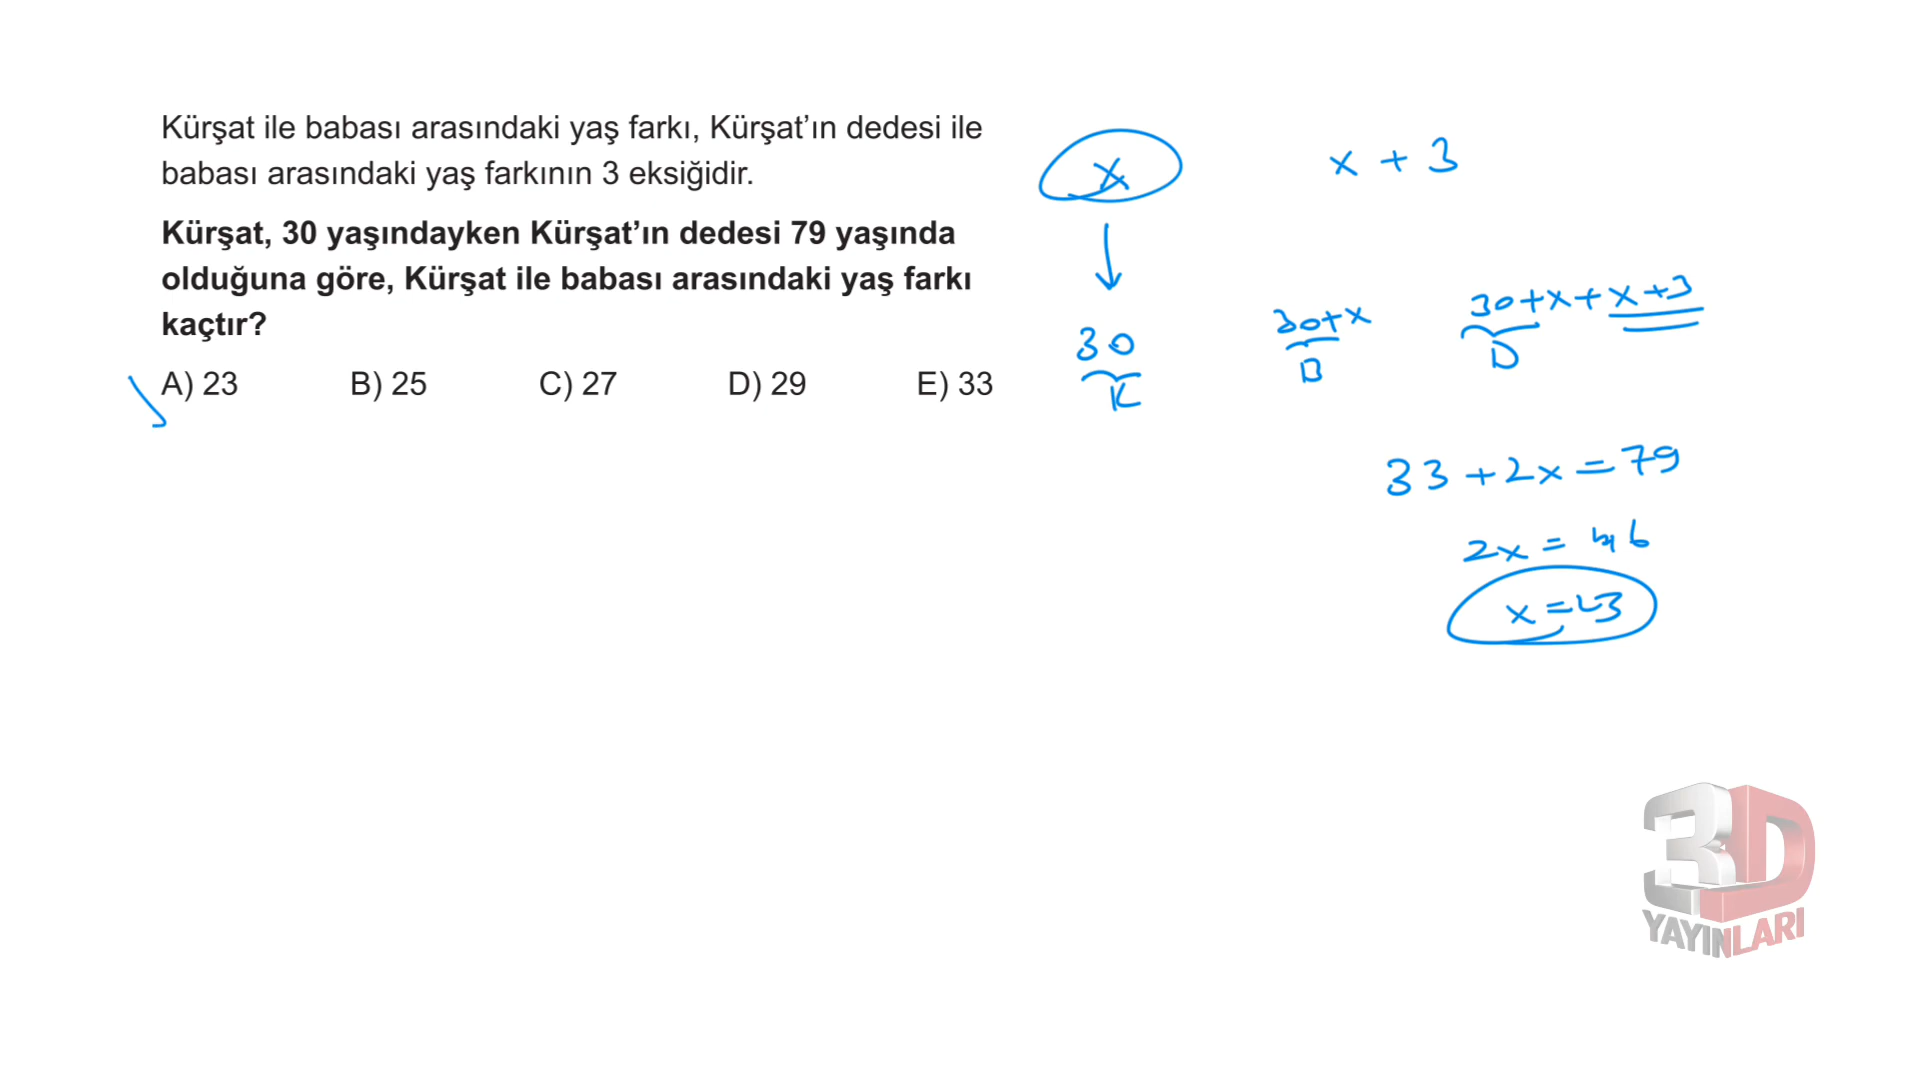 Kürşat ile babası arasındaki yaş farkı, Kürşat’ın dedesi ile
babası arasındaki yaş farkının 3 eksiğidir.
Kürşat, 30 yaşındayken Kürşat’ın dedesi 79 yaşında
olduğuna göre, Kürşat ile babası arasındaki yaş farkı
kaçtır?
A) 23 B) 25 C) 27 D) 29 E) 33
x x + 3
30 30+x 30+x+x+3
K B D
33 + 2x = 79
2x = 46
x = 23
3D
YAYINLARI